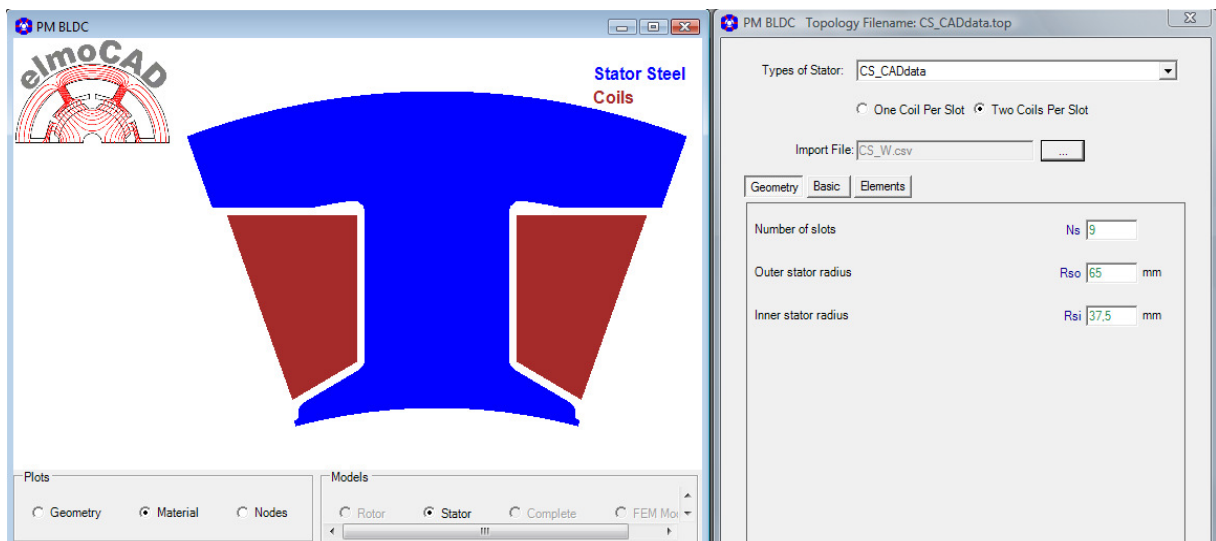 PM BLDC
elmoCAD
Stator Steel
Coils
Plots
Geometry
Material
Nodes
Models
Rotor
Stator
Complete
FEM
PM BLDC Topology Filename: CS_CADdata.top
Types of Stator: CS_CADdata
One Coil Per Slot Two Coils Per Slot
Import File: CS_W.csv ...
Geometry Basic Elements
Number of slots Ns 9
Outer stator radius Rso 65 mm
Inner stator radius Rsi 37,5 mm